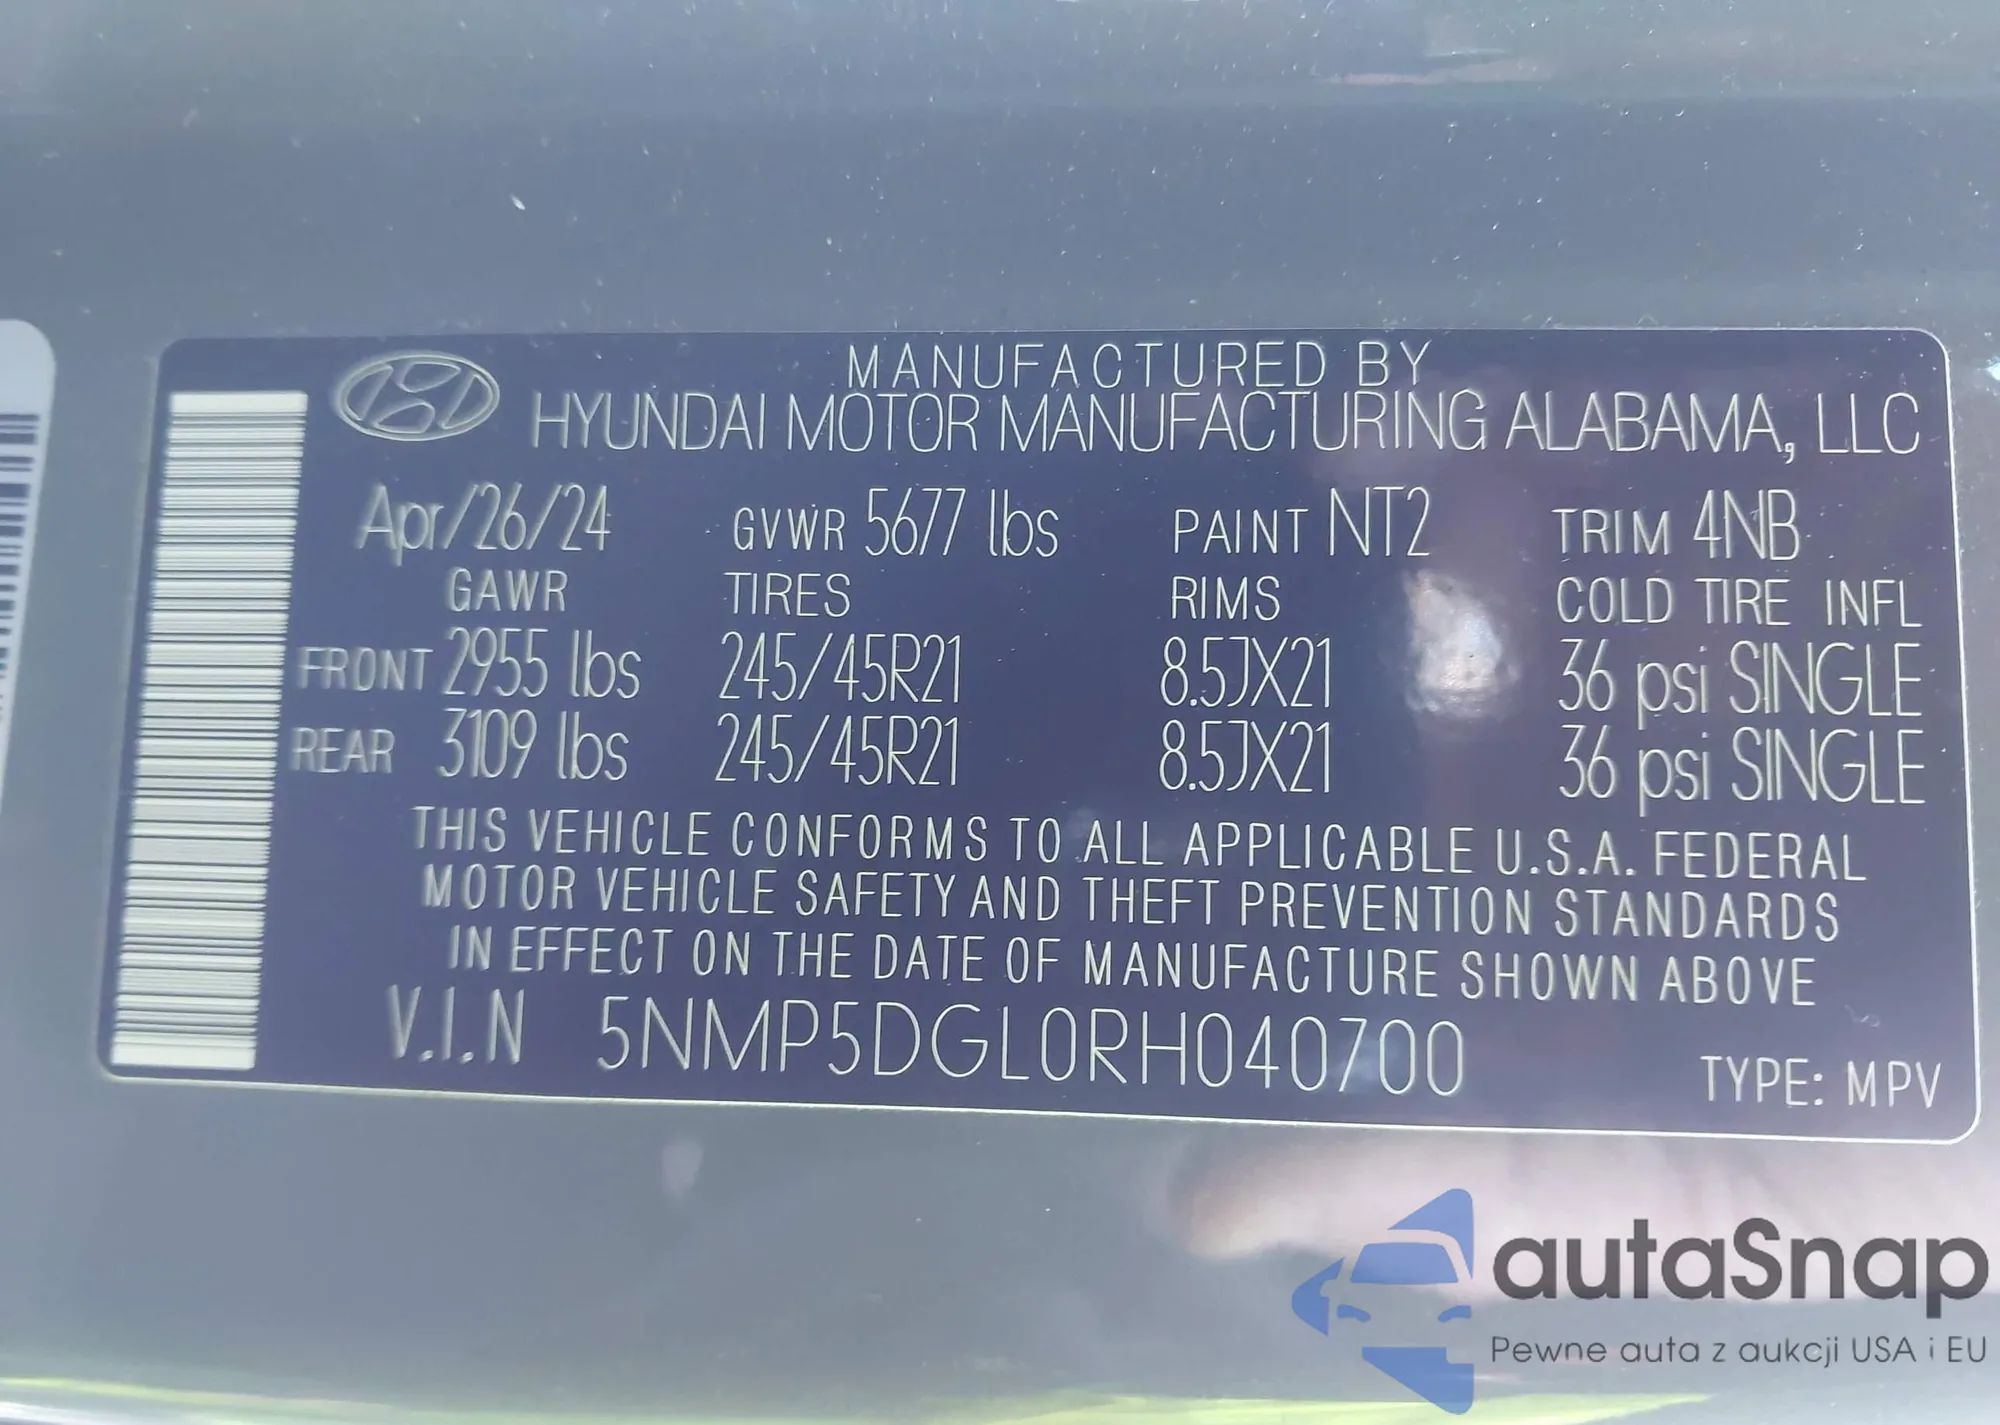 MANUFACTURED BY
HYUNDAI MOTOR MANUFACTURING ALABAMA, LLC
Apr/26/24 GVWR 5677 lbs PAINT NT2 TRIM 4NB
GAWR TIRES RIMS COLD TIRE INFL
FRONT 2955 lbs 245/45R21 8.5JX21 36 psi SINGLE
REAR 3109 lbs 245/45R21 8.5JX21 36 psi SINGLE
THIS VEHICLE CONFORMS TO ALL APPLICABLE U.S.A. FEDERAL
MOTOR VEHICLE SAFETY AND THEFT PREVENTION STANDARDS
IN EFFECT ON THE DATE OF MANUFACTURE SHOWN ABOVE
V.I.N 5NMP5DGL0RH040700 TYPE: MPV
autaSnap
Pewne auta z aukcji USA i EU